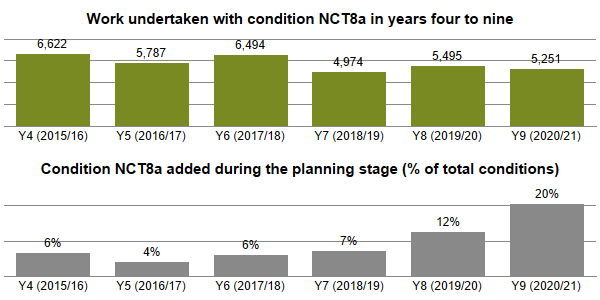 Work undertaken with condition NCT8a in years four to nine
6,622
5,787
6,494
4,974
5,495
5,251
Y4 (2015/16)
Y5 (2016/17)
Y6 (2017/18)
Y7 (2018/19)
Y8 (2019/20)
Y9 (2020/21)
Condition NCT8a added during the planning stage (% of total conditions)
6%
4%
6%
7%
12%
20%
Y4 (2015/16)
Y5 (2016/17)
Y6 (2017/18)
Y7 (2018/19)
Y8 (2019/20)
Y9 (2020/21)